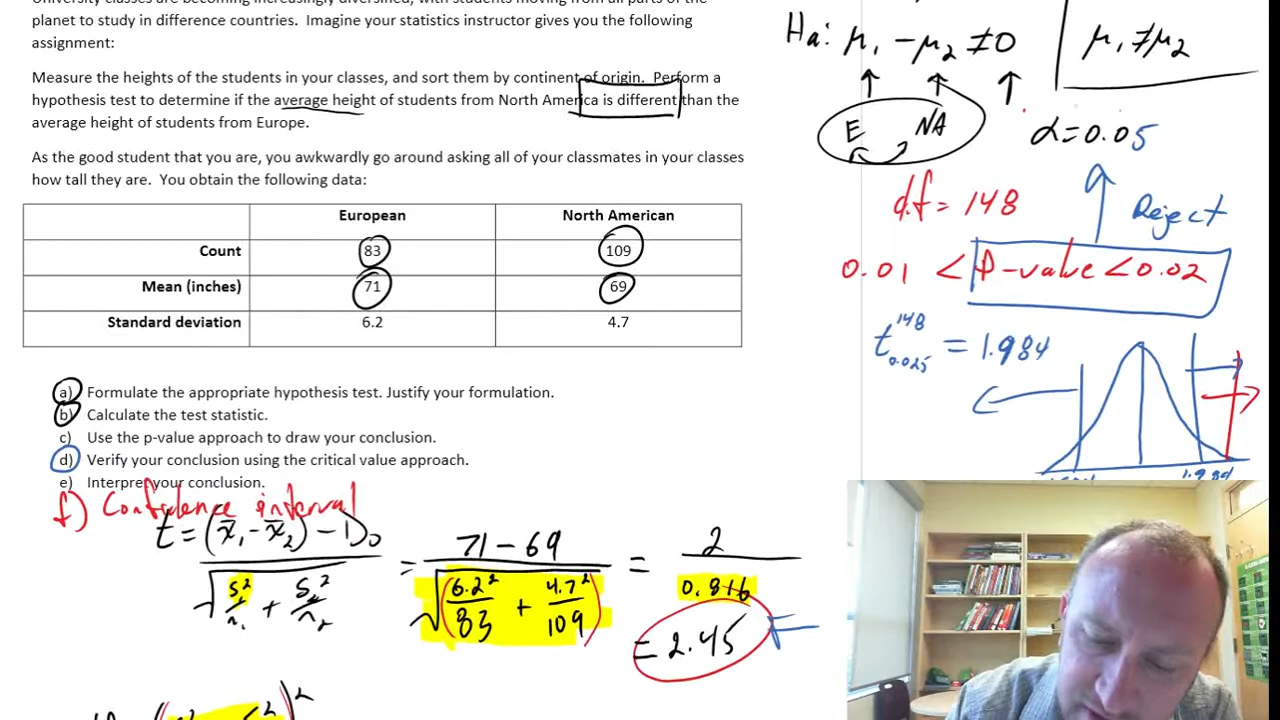 University classes are becoming increasingly diversified, with students moving from all parts of the
planet to study in difference countries. Imagine your statistics instructor gives you the following
assignment:
Measure the heights of the students in your classes, and sort them by continent of origin. Perform a
hypothesis test to determine if the average height of students from North America is different than the
average height of students from Europe.
As the good student that you are, you awkwardly go around asking all of your classmates in your classes
how tall they are. You obtain the following data:
European North American
Count 83 109
Mean (inches) 71 69
Standard deviation 6.2 4.7
a) Formulate the appropriate hypothesis test. Justify your formulation.
b) Calculate the test statistic.
c) Use the p-value approach to draw your conclusion.
d) Verify your conclusion using the critical value approach.
e) Interpret your conclusion.
f) Confidence interval
t = (x̄₁ - x̄₂) - D₀ = 71 - 69 = 2
√ s₁²/n₁ + s₂²/n₂ √ (6.2²/83 + 4.7²/109) 0.816
= 2.45
Ha: μ₁ - μ₂ ≠ 0 μ₁ ≠ μ₂
E NA
α = 0.05
d.f = 148
Reject
0.01 < P-value < 0.02
t 148 0.025 = 1.984
1.984